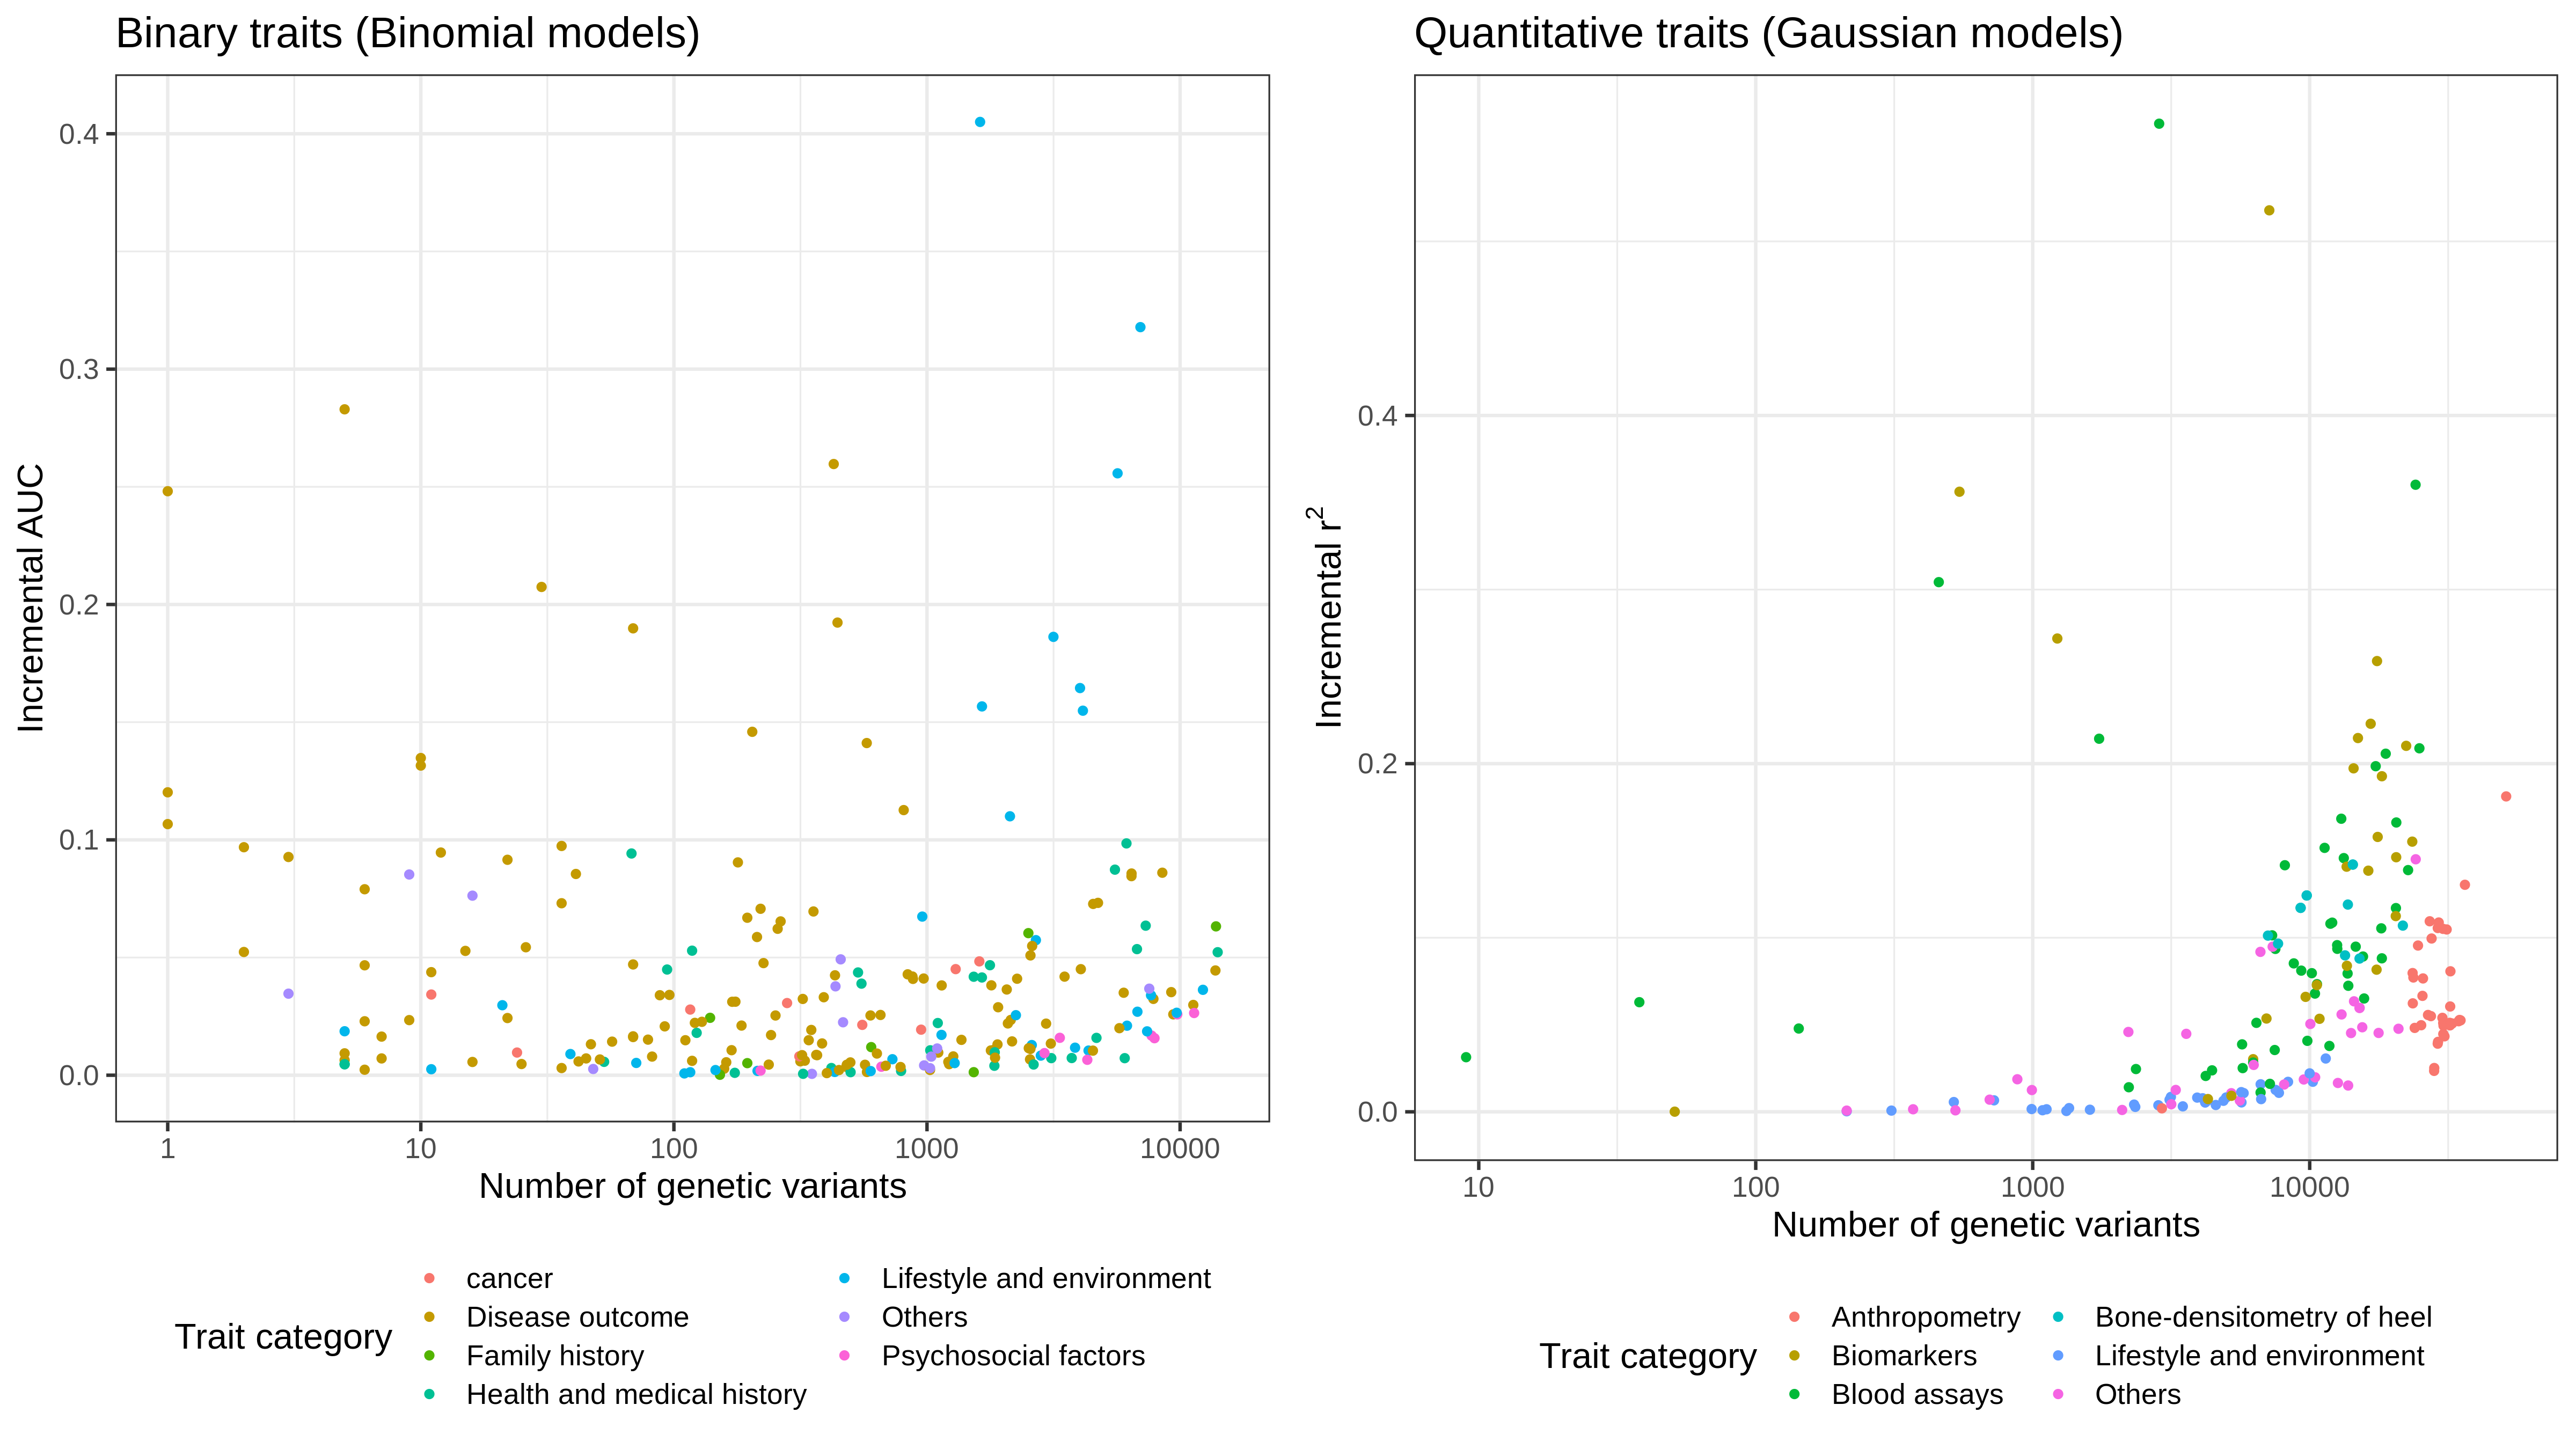 Binary traits (Binomial models)
Incremental AUC
0.4
0.3
0.2
0.1
0.0
1 10 100 1000 10000
Number of genetic variants
Trait category
cancer
Disease outcome
Family history
Health and medical history
Lifestyle and environment
Others
Psychosocial factors
Quantitative traits (Gaussian models)
Incremental r²
0.4
0.2
0.0
10 100 1000 10000
Number of genetic variants
Trait category
Anthropometry
Biomarkers
Blood assays
Bone-densitometry of heel
Lifestyle and environment
Others